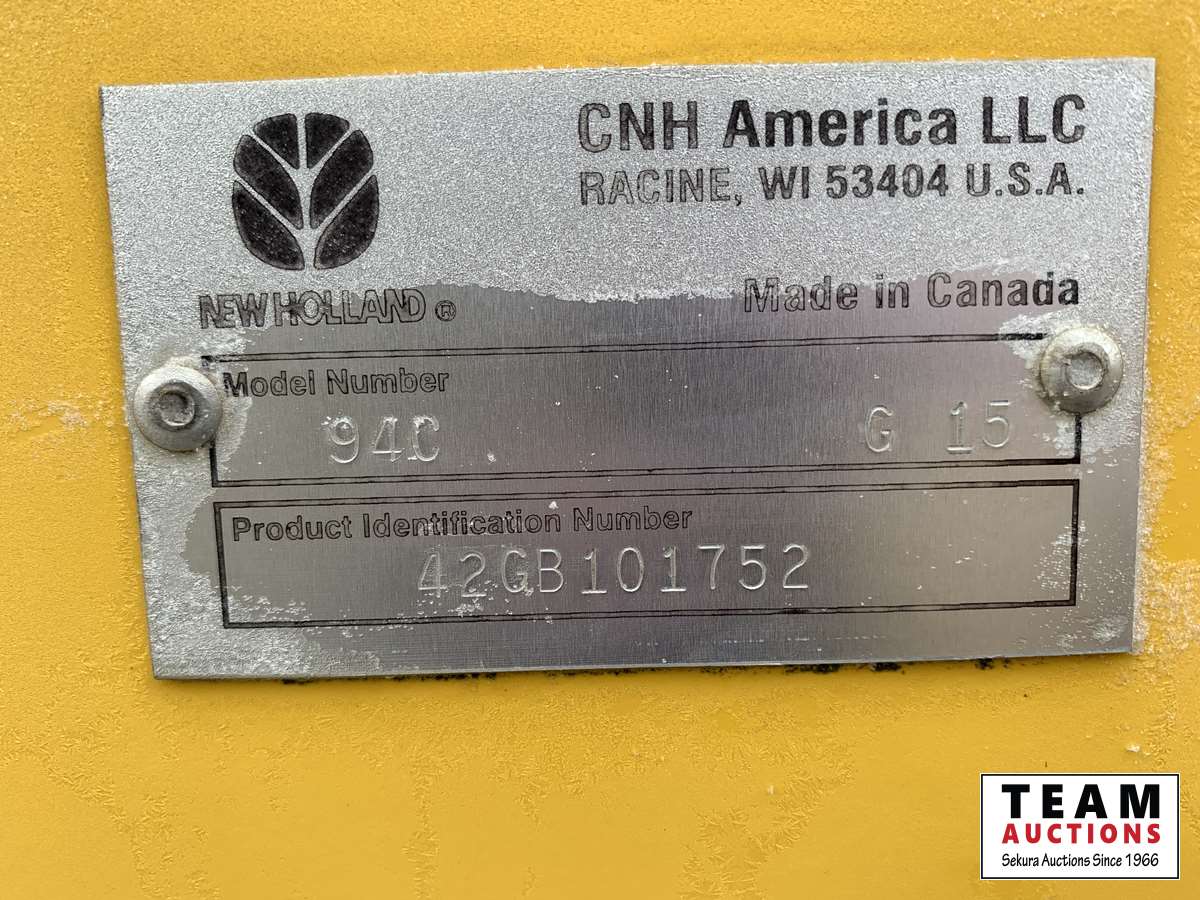 CNH America LLC
RACINE, WI 53404 U.S.A.
NEW HOLLAND ®
Made in Canada
Model Number
94C G 15
Product Identification Number
42GB101752
TEAM
AUCTIONS
Sekura Auctions Since 1966